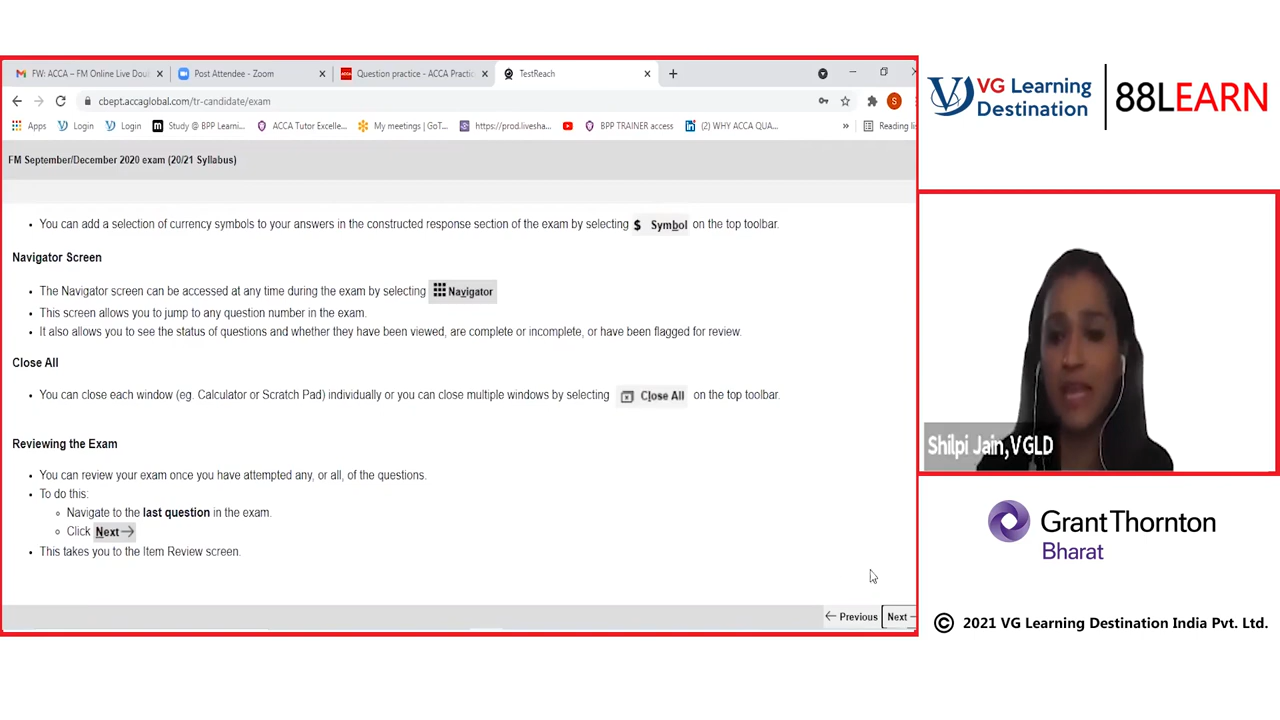 FW: ACCA – FM Online Live Dou
Post Attendee - Zoom
ACCA
Question practice - ACCA Practic
TestReach
cbept.accaglobal.com/tr-candidate/exam
S
Apps
Login
Login
Study @ BPP Learni...
ACCA Tutor Excelle...
My meetings | GoT...
https://prod.livesha...
BPP TRAINER access
(2) WHY ACCA QUA...
»
Reading lis
FM September/December 2020 exam (20/21 Syllabus)
• You can add a selection of currency symbols to your answers in the constructed response section of the exam by selecting $ Symbol on the top toolbar.
Navigator Screen
• The Navigator screen can be accessed at any time during the exam by selecting Navigator
• This screen allows you to jump to any question number in the exam.
• It also allows you to see the status of questions and whether they have been viewed, are complete or incomplete, or have been flagged for review.
Close All
• You can close each window (eg. Calculator or Scratch Pad) individually or you can close multiple windows by selecting Close All on the top toolbar.
Reviewing the Exam
• You can review your exam once you have attempted any, or all, of the questions.
• To do this:
Navigate to the last question in the exam.
Click Next →
• This takes you to the Item Review screen.
← Previous
Next
VG Learning
Destination
88LEARN
Shilpi Jain,VGLD
Grant Thornton
Bharat
© 2021 VG Learning Destination India Pvt. Ltd.